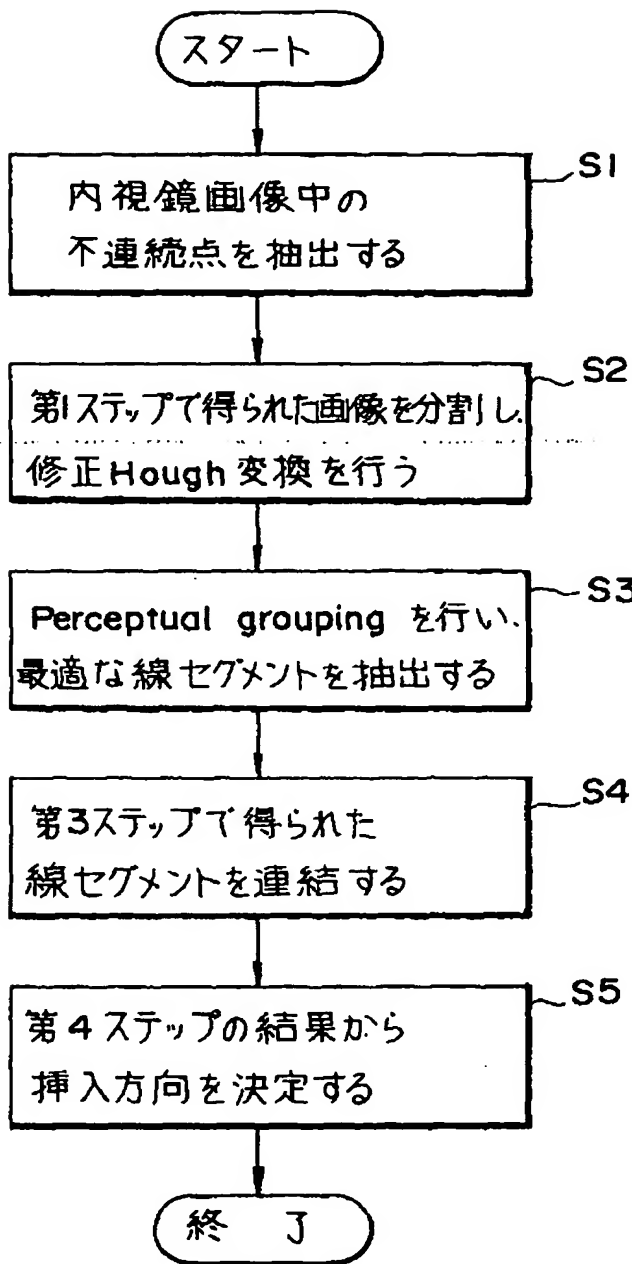 スタート
S1
内視鏡画像中の
不連続点を抽出する
S2
第1ステップで得られた画像を分割し、
修正Hough変換を行う
S3
Perceptual grouping を行い、
最適な線セグメントを抽出する
S4
第3ステップで得られた
線セグメントを連結する
S5
第4ステップの結果から
挿入方向を決定する
終 了